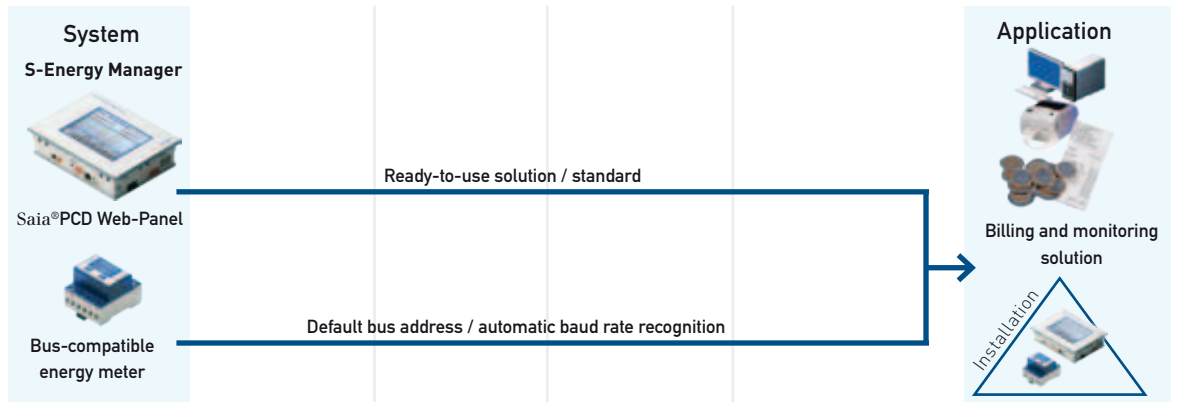 System
S-Energy Manager
Saia®PCD Web-Panel
Bus-compatible
energy meter
Ready-to-use solution / standard
Default bus address / automatic baud rate recognition
Application
Billing and monitoring
solution
Installation